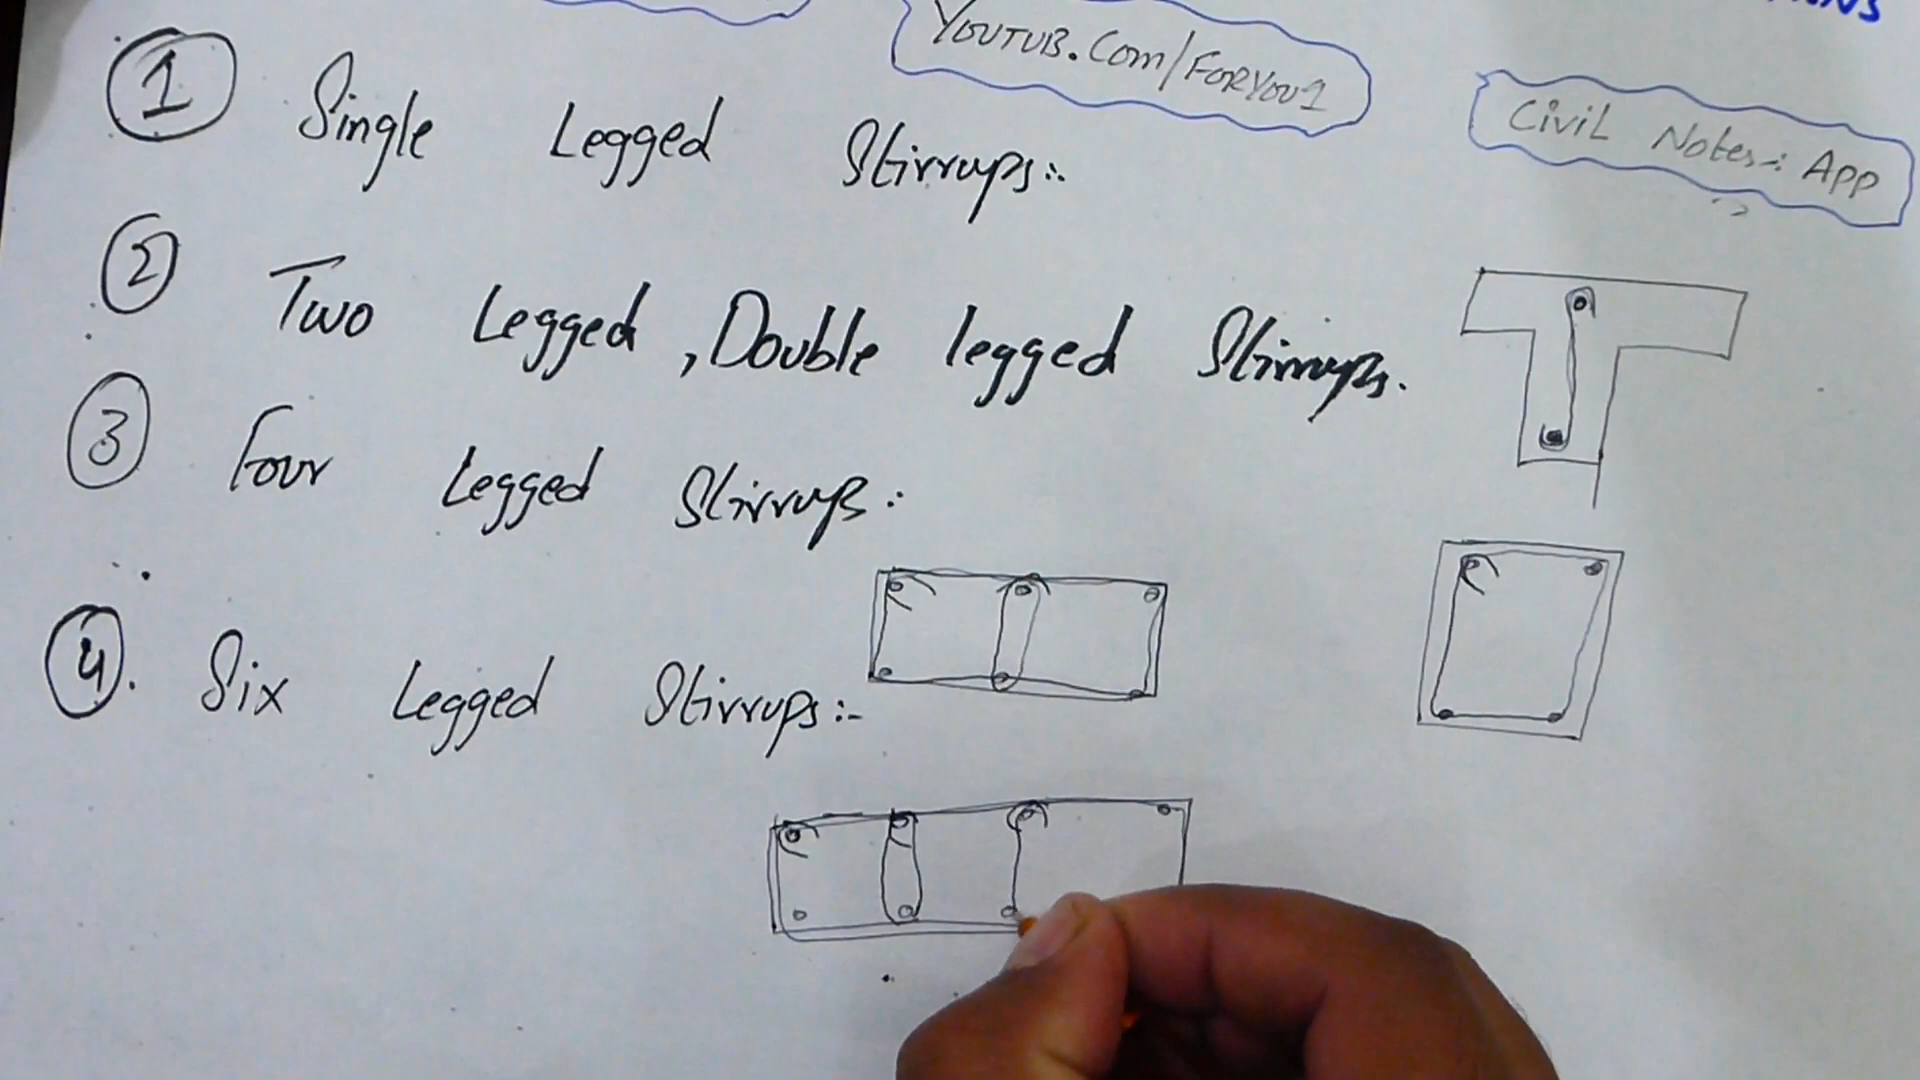 YOUTUB.Com/FORYOU1
Civil Notes:- App
1 Single Legged Stirrups:-
2 Two Legged, Double legged Stirrups.
3 Four Legged Stirrups:
4. Six Legged Stirrups:-